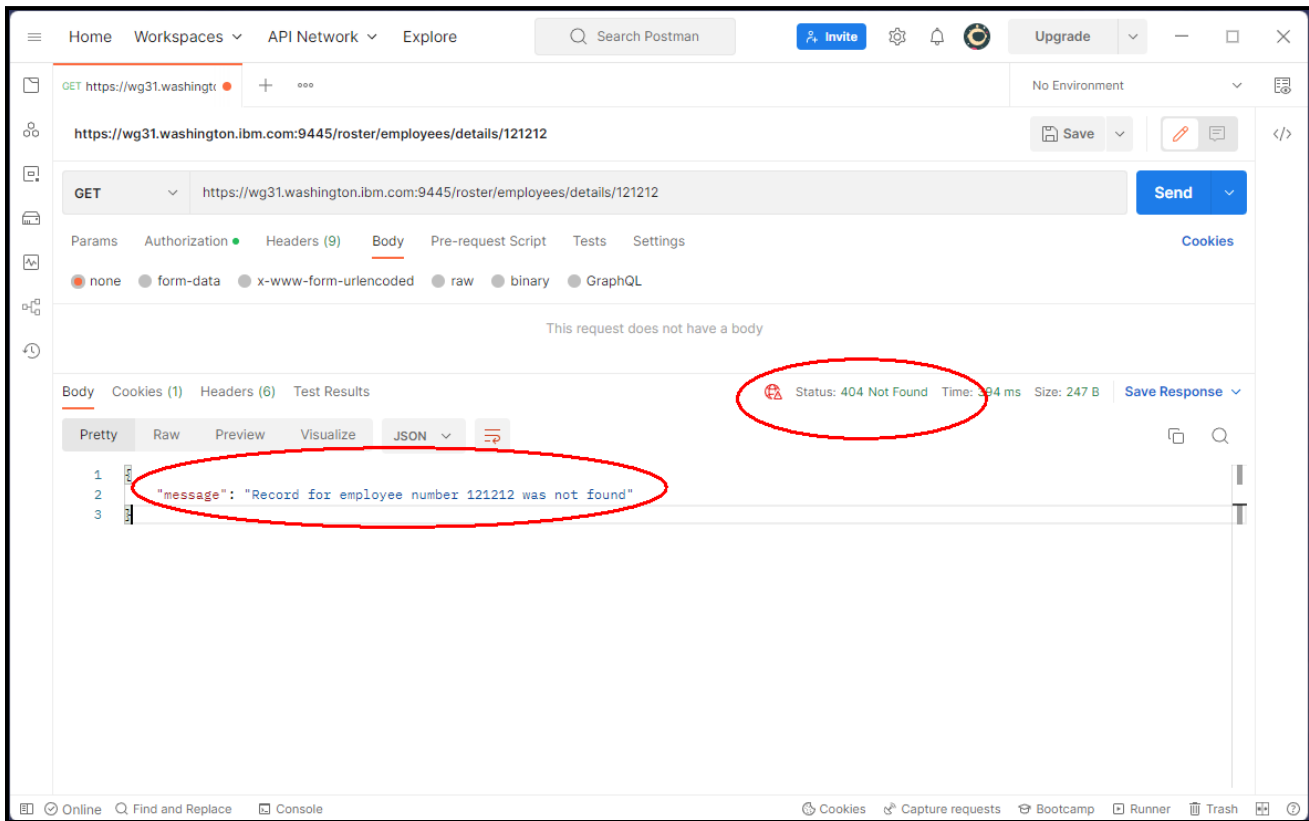 Home Workspaces API Network Explore Search Postman Invite Upgrade
GET https://wg31.washingtc No Environment
https://wg31.washington.ibm.com:9445/roster/employees/details/121212 Save
GET https://wg31.washington.ibm.com:9445/roster/employees/details/121212 Send
Params Authorization Headers (9) Body Pre-request Script Tests Settings Cookies
none form-data x-www-form-urlencoded raw binary GraphQL
This request does not have a body
Body Cookies (1) Headers (6) Test Results Status: 404 Not Found Time: 394 ms Size: 247 B Save Response
Pretty Raw Preview Visualize JSON
1 {
2 "message": "Record for employee number 121212 was not found"
3 }
Online Find and Replace Console Cookies Capture requests Bootcamp Runner Trash